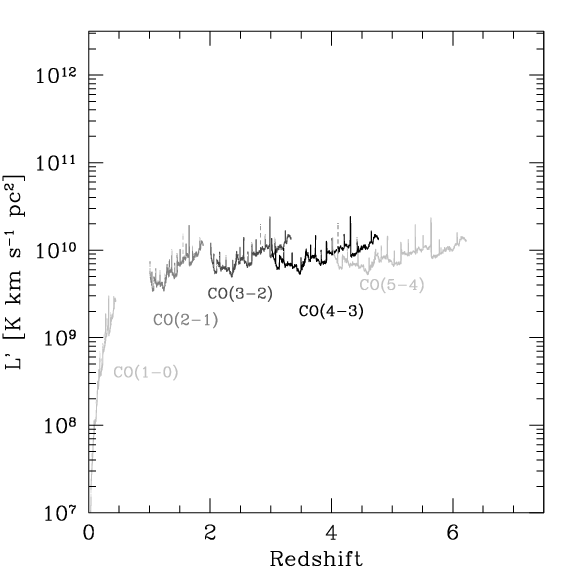 10¹²
10¹¹
10¹⁰
10⁹
10⁸
10⁷
L' [K km s⁻¹ pc²]
CO(1-0)
CO(2-1)
CO(3-2)
CO(4-3)
CO(5-4)
0 2 4 6
Redshift